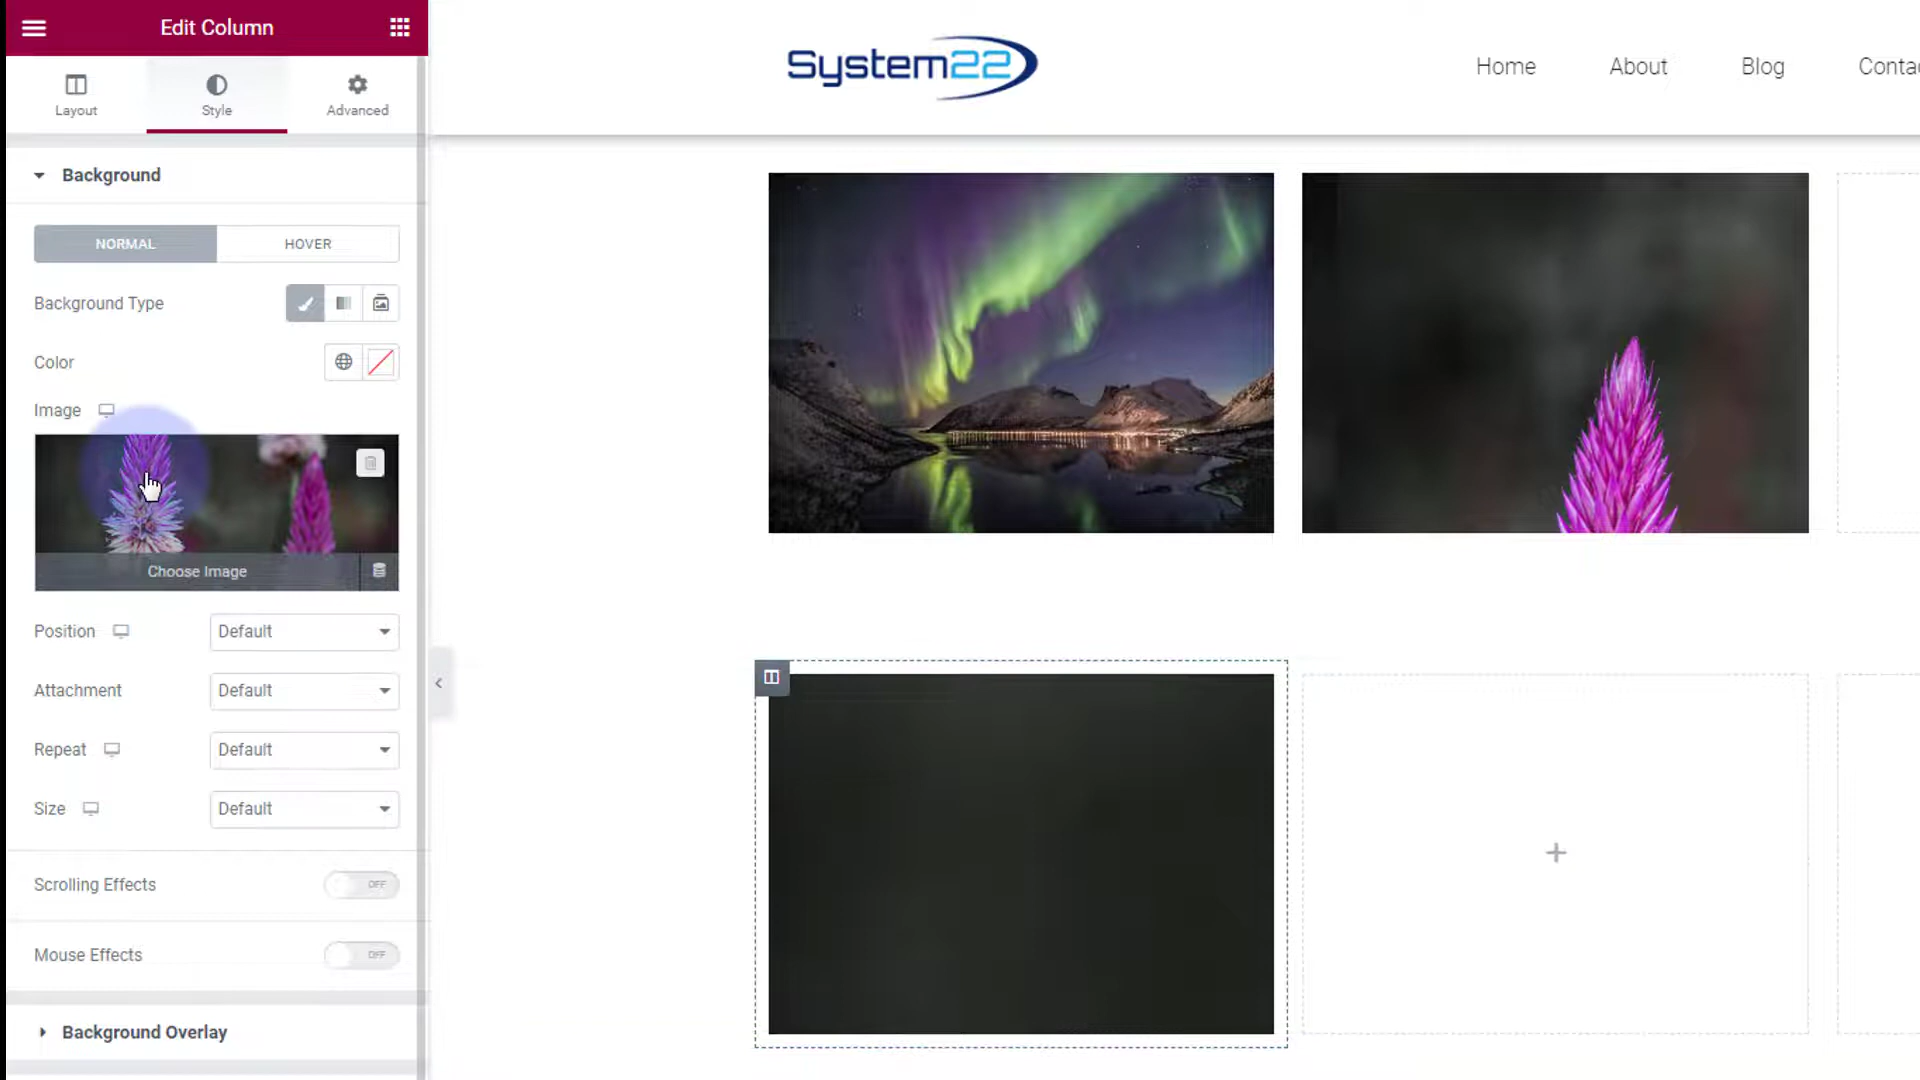 Edit Column
Layout
Style
Advanced
Background
NORMAL
HOVER
Background Type
Color
Image
Choose Image
Position
Default
Attachment
Default
Repeat
Default
Size
Default
Scrolling Effects
OFF
Mouse Effects
OFF
Background Overlay
System22
Home
About
Blog
Conta